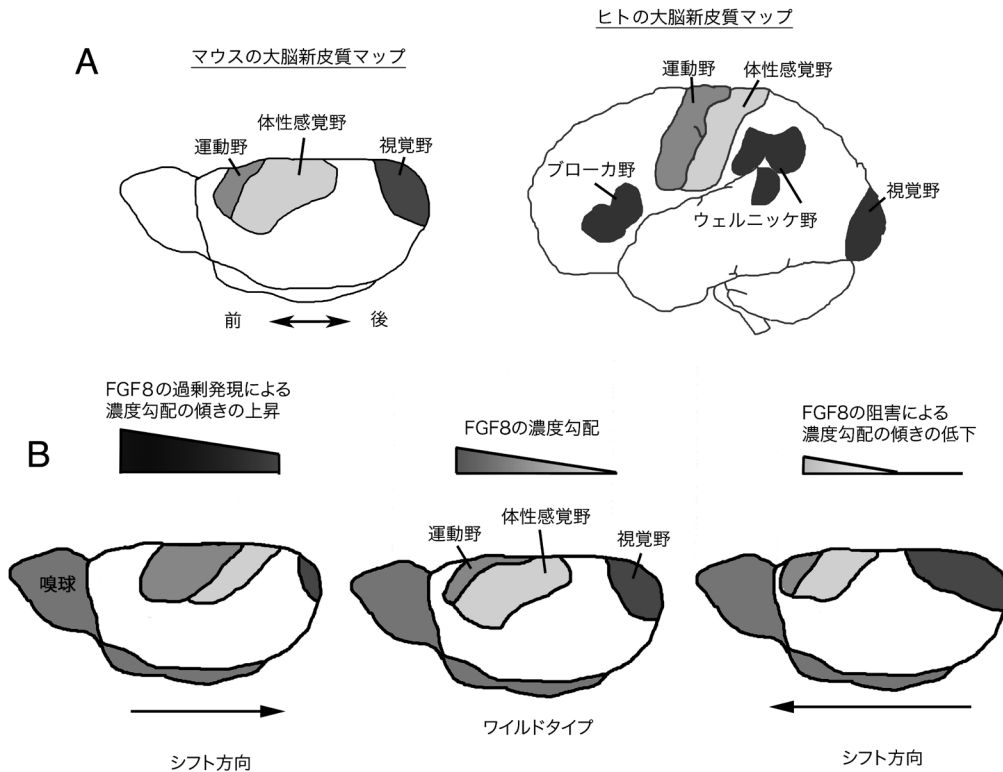 A
マウスの大脳新皮質マップ
運動野
体性感覚野
視覚野
前
後
ヒトの大脳新皮質マップ
運動野
体性感覚野
ブローカ野
ウェルニッケ野
視覚野
B
FGF8の過剰発現による
濃度勾配の傾きの上昇
嗅球
シフト方向
FGF8の濃度勾配
運動野
体性感覚野
視覚野
ワイルドタイプ
FGF8の阻害による
濃度勾配の傾きの低下
シフト方向